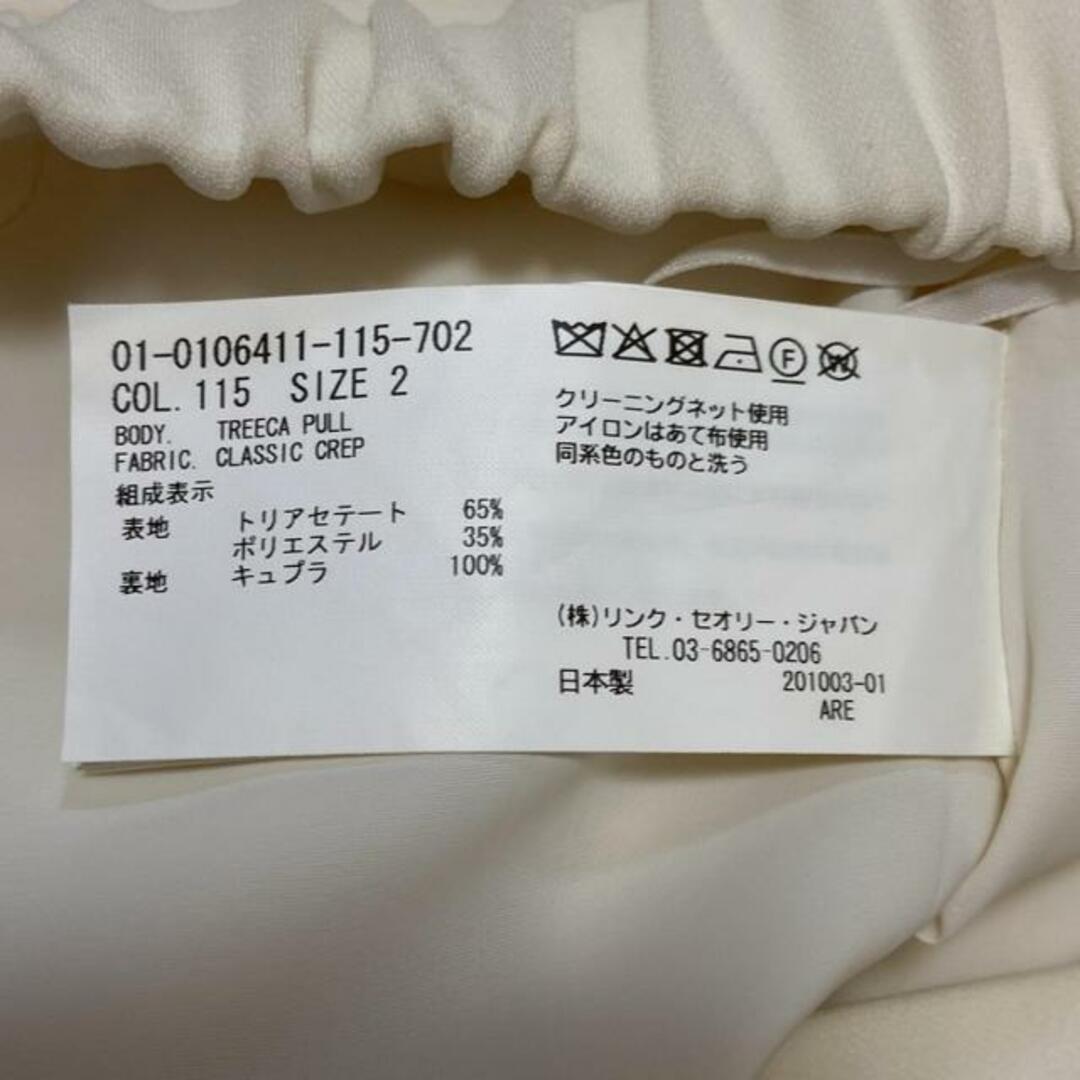 01-0106411-115-702
COL. 115 SIZE 2
BODY. TREECA PULL
FABRIC. CLASSIC CREP
組成表示
表地 トリアセテート 65%
ポリエステル 35%
裏地 キュプラ 100%
F
W
クリーニングネット使用
アイロンはあて布使用
同系色のものと洗う
(株)リンク・セオリー・ジャパン
TEL.03-6865-0206
日本製 201003-01
ARE